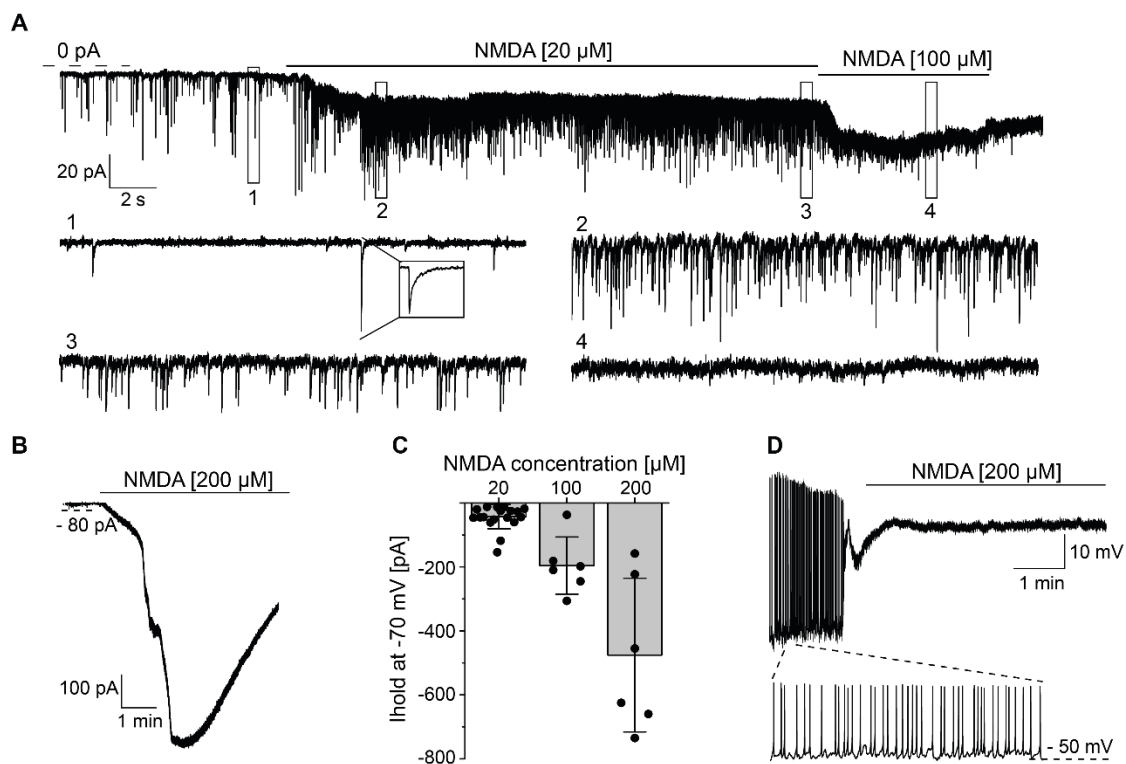 A
0 pA
NMDA [20 µM]
NMDA [100 µM]
20 pA
2 s
1
2
3
4
1
2
3
4
B
NMDA [200 µM]
- 80 pA
100 pA
1 min
C
NMDA concentration [µM]
20
100
200
Ihold at -70 mV [pA]
-200
-400
-600
-800
D
NMDA [200 µM]
10 mV
1 min
- 50 mV